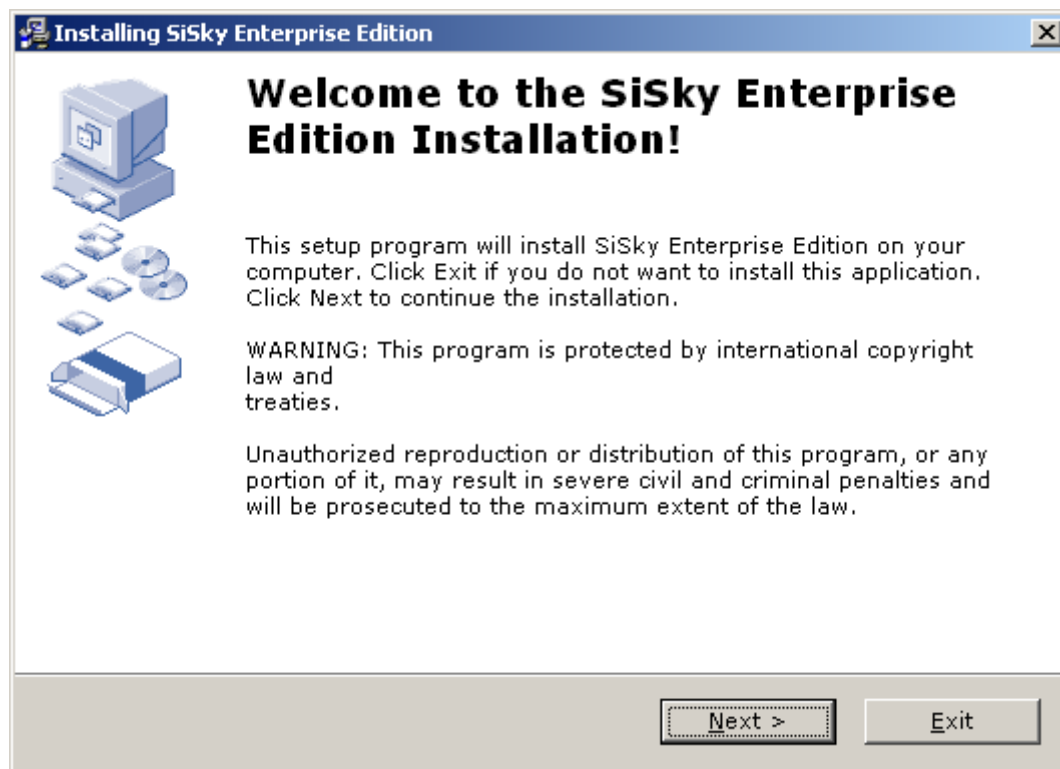 Installing SiSky Enterprise Edition
Welcome to the SiSky Enterprise
Edition Installation!
This setup program will install SiSky Enterprise Edition on your
computer. Click Exit if you do not want to install this application.
Click Next to continue the installation.
WARNING: This program is protected by international copyright
law and
treaties.
Unauthorized reproduction or distribution of this program, or any
portion of it, may result in severe civil and criminal penalties and
will be prosecuted to the maximum extent of the law.
Next >
Exit